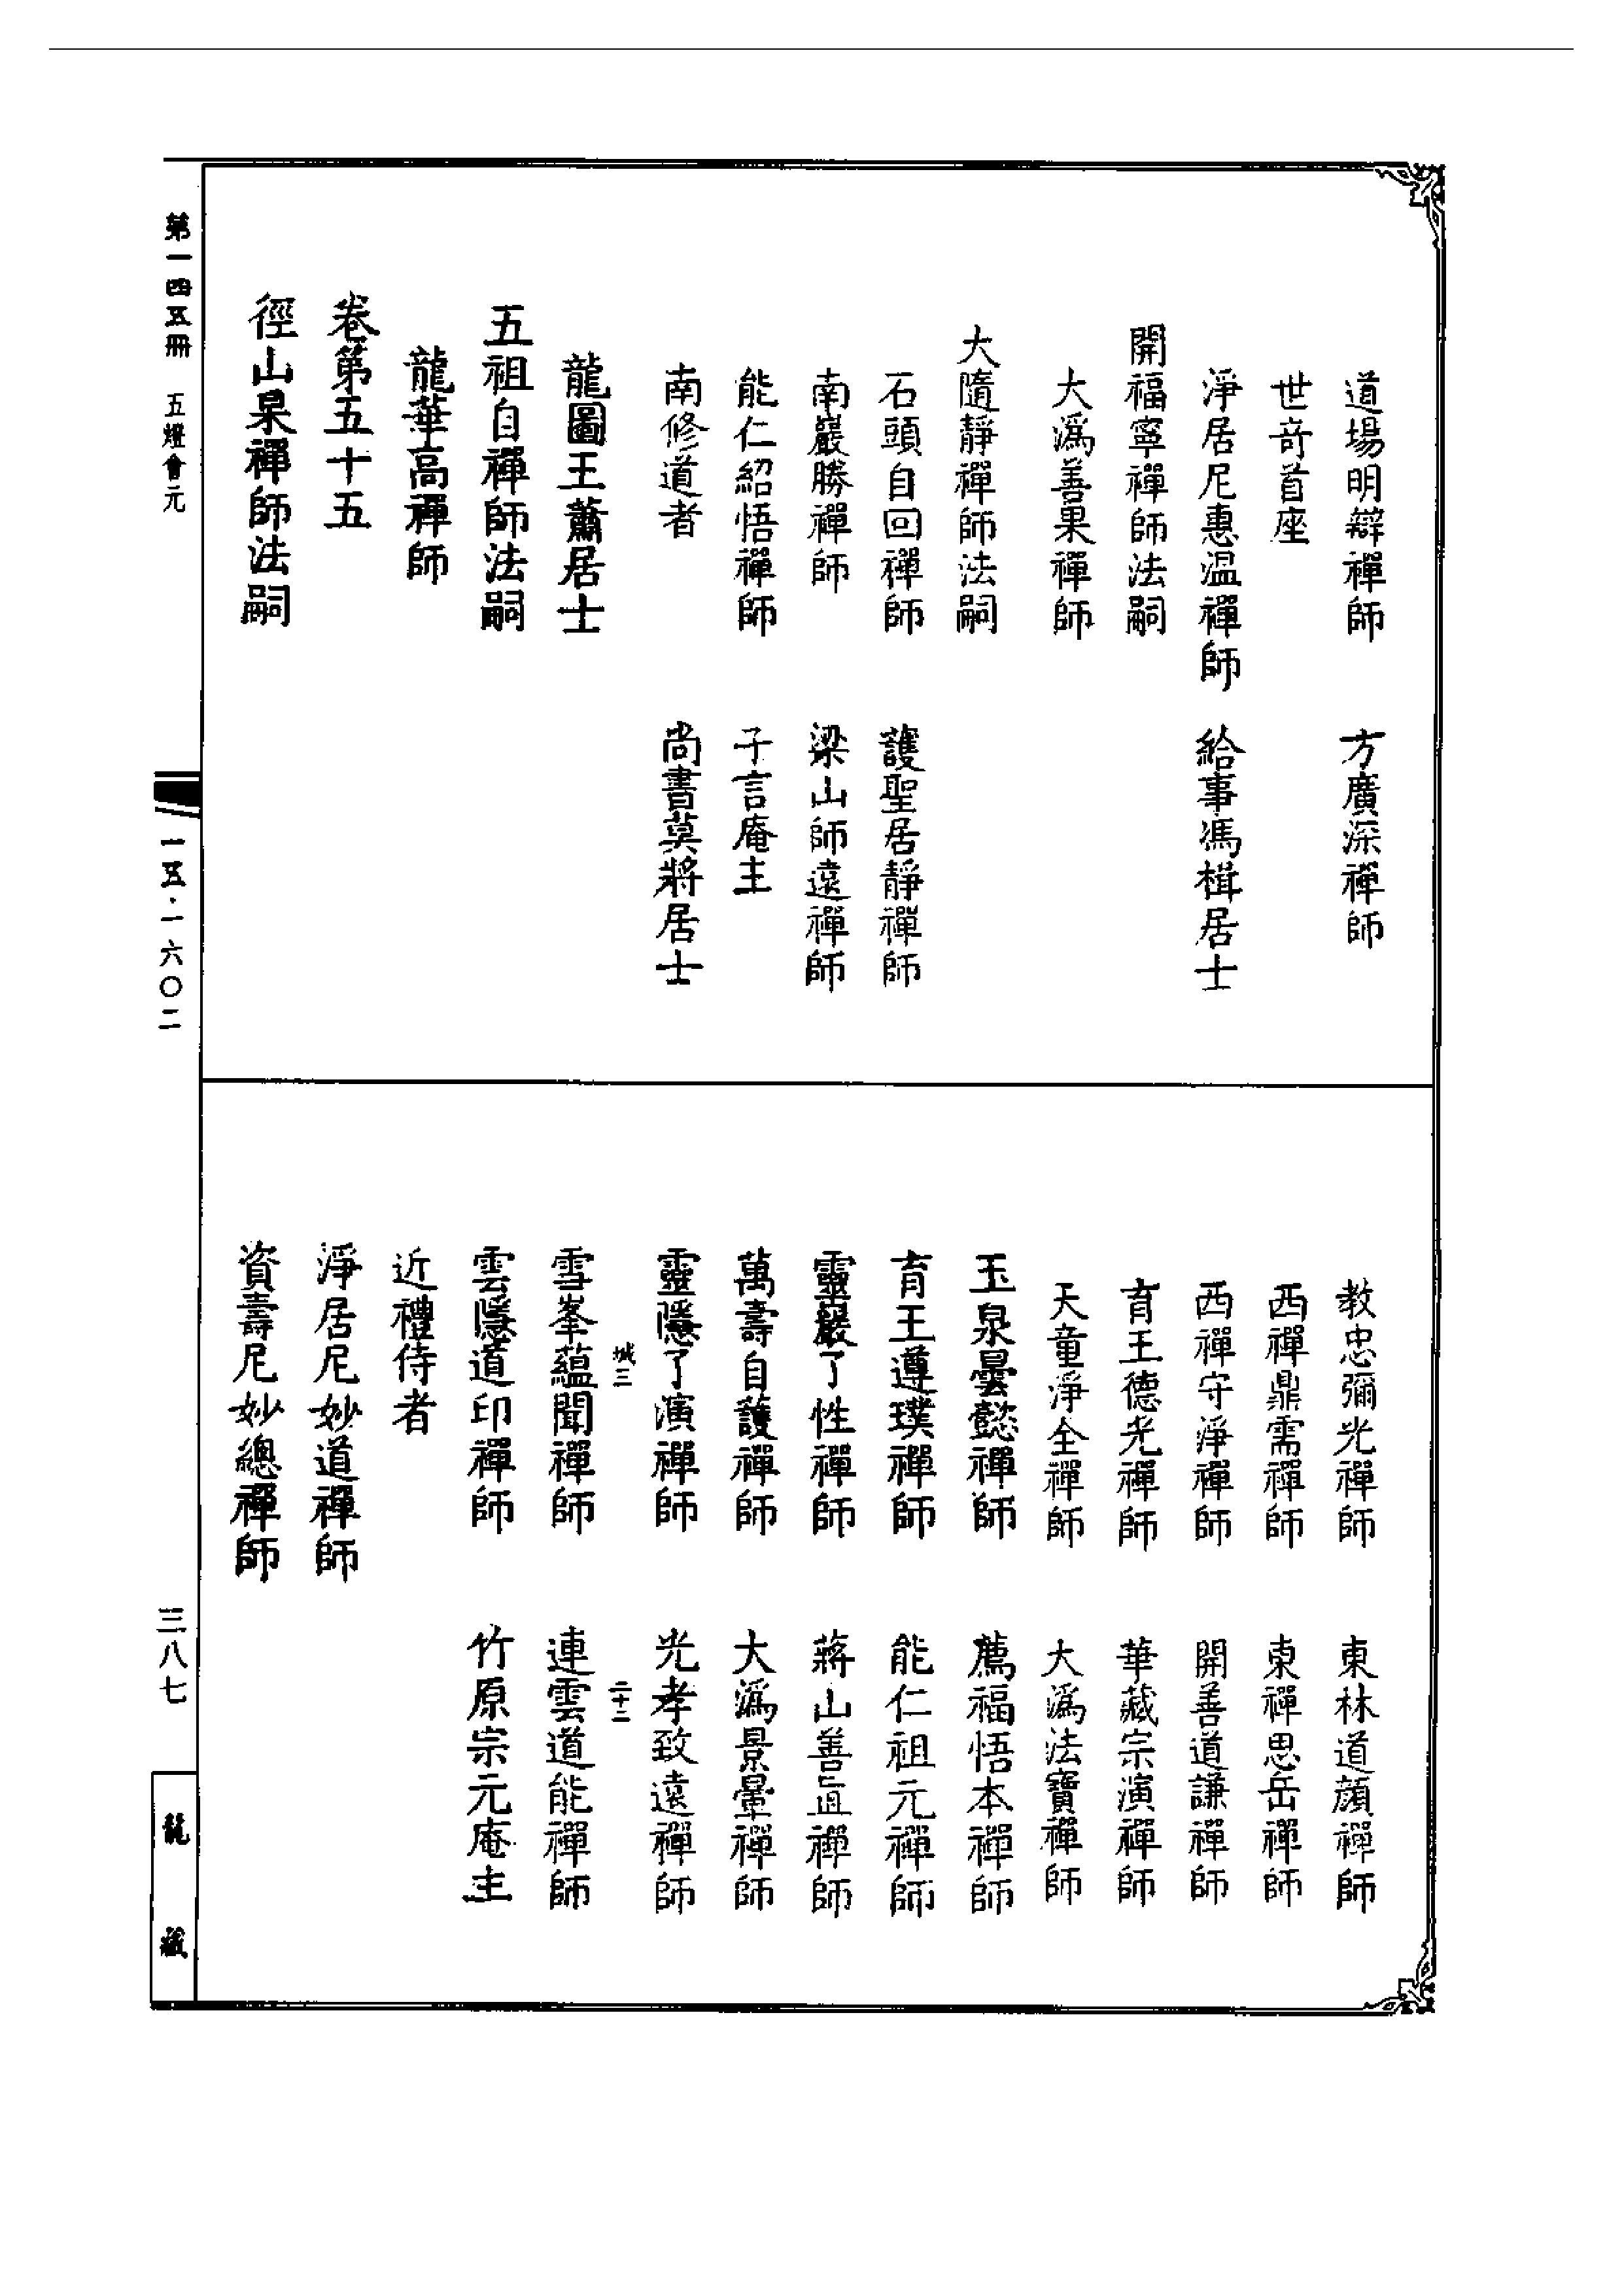 道場明辯禪師　方廣深禪師
世竒首座
淨居尼惠温禪師　給事馮楫居士
開福寧禪師法嗣
大潙善果禪師
大隨靜禪師法嗣
石頭自回禪師　護聖居靜禪師
南巖勝禪師　梁山師遠禪師
能仁紹悟禪師　子言庵主
南修道者　尚書莫將居士
龍圖王蕭居士
五祖自禪師法嗣
龍華高禪師
卷第五十五
徑山杲禪師法嗣
教忠彌光禪師　東林道顔禪師
西禪鼎需禪師　東禪思岳禪師
西禪守淨禪師　開善道謙禪師
育王德光禪師　華藏宗演禪師
天童淨全禪師　大潙法寶禪師
玉泉曇懿禪師　薦福悟本禪師
育王遵璞禪師　能仁祖元禪師
靈巖了性禪師　蔣山善直禪師
萬壽自護禪師　大潙景暈禪師
靈隱了演禪師　光孝致遠禪師
城三　二十二
雪峯蘊聞禪師　連雲道能禪師
雲隱道印禪師　竹原宗元庵主
近禮侍者
淨居尼妙道禪師
資壽尼妙總禪師
第一四五冊　五燈會元
一五·一六〇二
三八七
龍藏